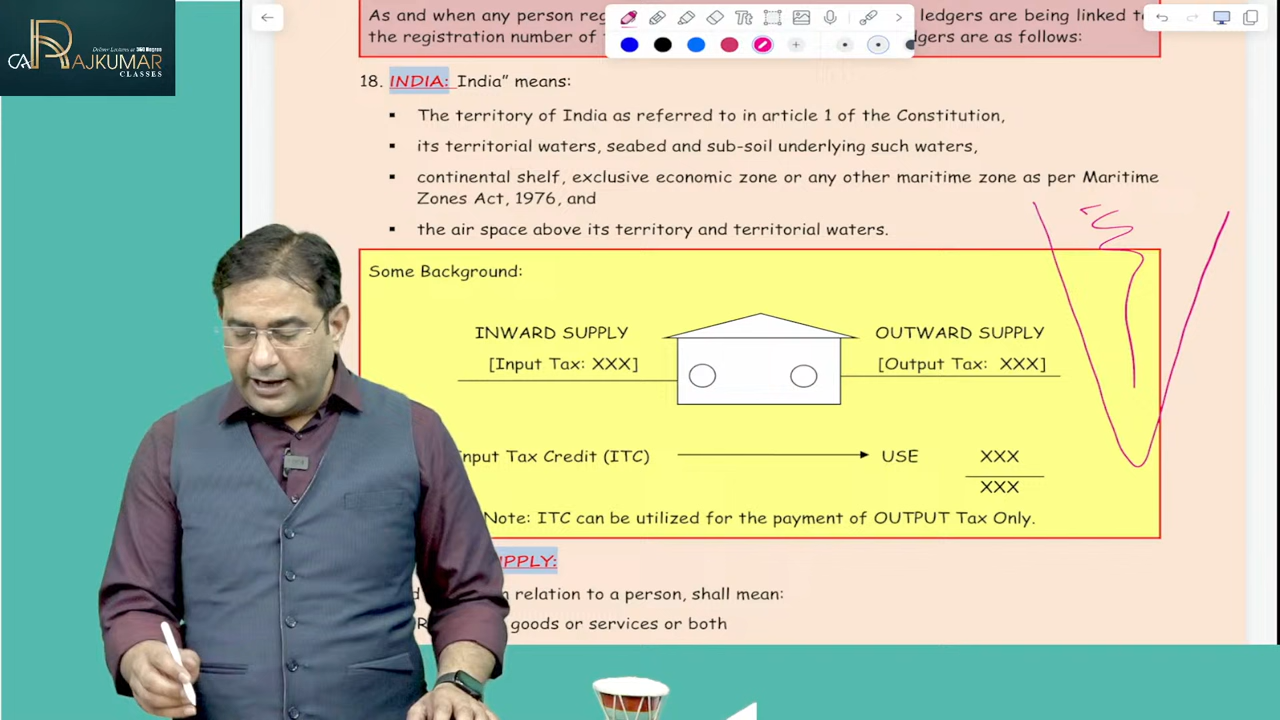 Deliver Lectures at 360 Degree
CA RAJKUMAR
CLASSES
As and when any person ledgers are being linked
the registration number of are as follows:
18. INDIA: India” means:
▪ The territory of India as referred to in article 1 of the Constitution,
▪ its territorial waters, seabed and sub-soil underlying such waters,
▪ continental shelf, exclusive economic zone or any other maritime zone as per Maritime
Zones Act, 1976, and
▪ the air space above its territory and territorial waters.
Some Background:
INWARD SUPPLY OUTWARD SUPPLY
[Input Tax: XXX] [Output Tax: XXX]
nput Tax Credit (ITC) USE XXX
XXX
Note: ITC can be utilized for the payment of OUTPUT Tax Only.
PPLY:
relation to a person, shall mean:
goods or services or both